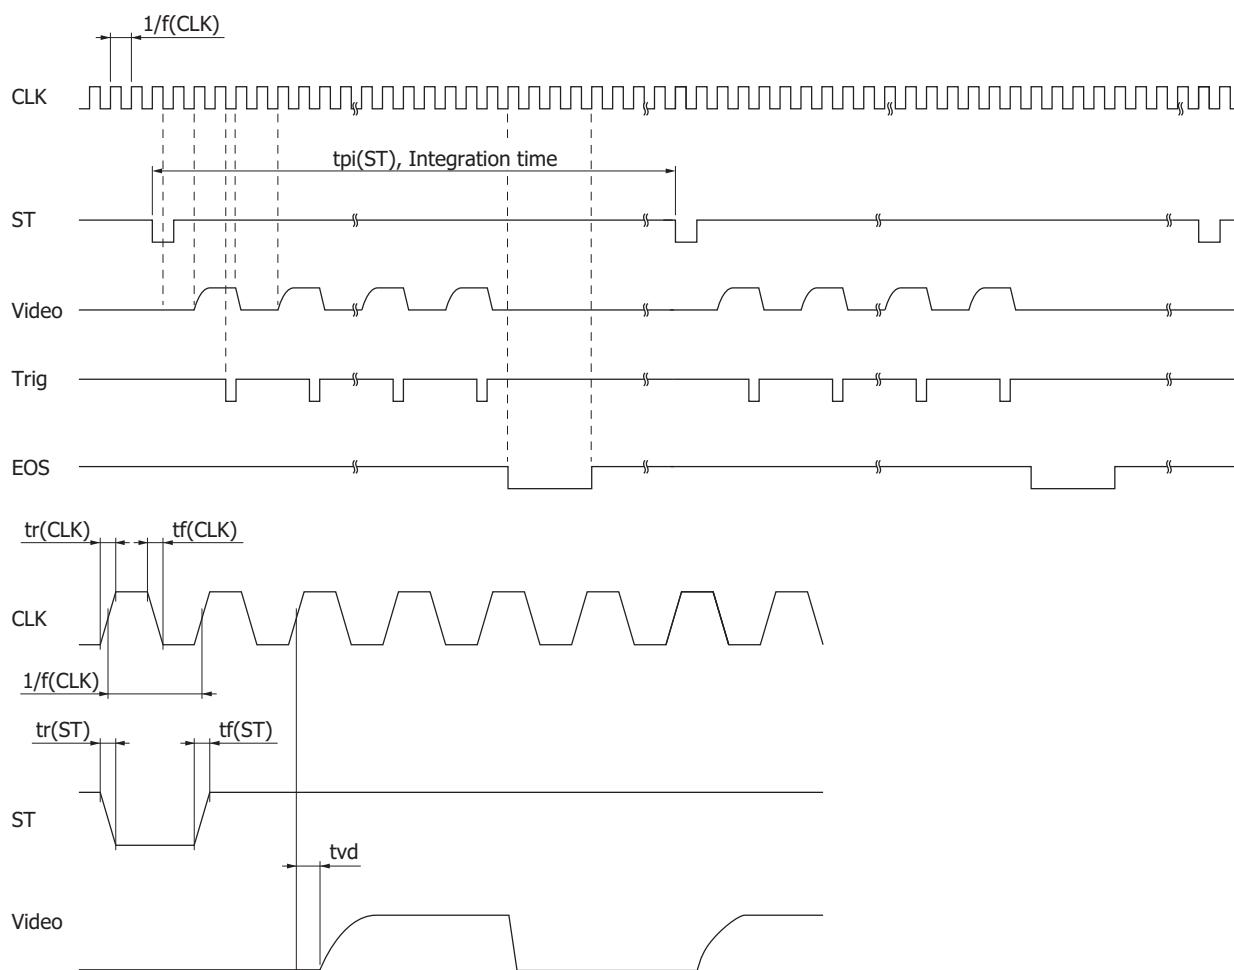 1/f(CLK)
CLK
tpi(ST), Integration time
ST
Video
Trig
EOS
tr(CLK) tf(CLK)
CLK
1/f(CLK)
tr(ST) tf(ST)
ST
tvd
Video